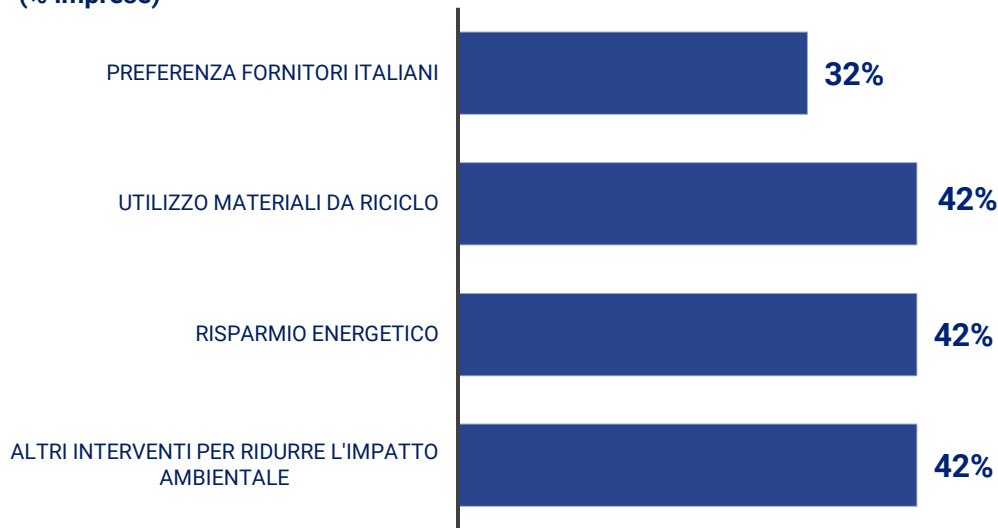 (% imprese)
PREFERENZA FORNITORI ITALIANI
32%
UTILIZZO MATERIALI DA RICICLO
42%
RISPARMIO ENERGETICO
42%
ALTRI INTERVENTI PER RIDURRE L'IMPATTO
AMBIENTALE
42%